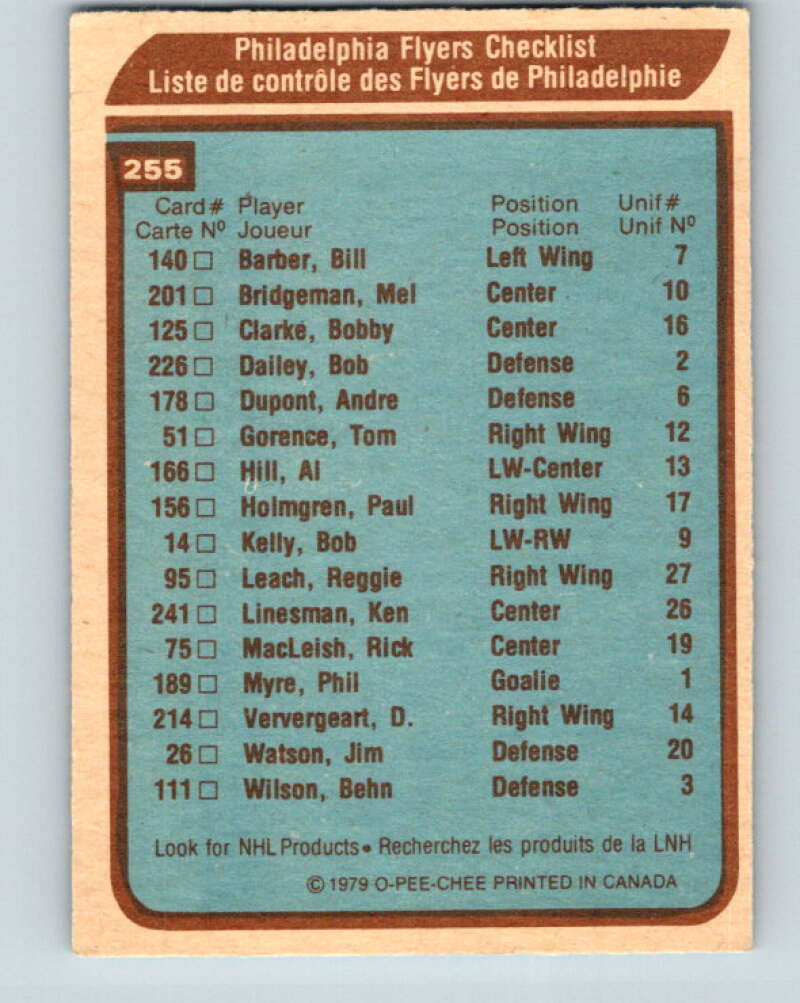 Philadelphia Flyers Checklist
Liste de contrôle des Flyers de Philadelphie
255
Card # Player Position Unif #
Carte Nº Joueur Position Unif Nº
140 □ Barber, Bill Left Wing 7
201 □ Bridgeman, Mel Center 10
125 □ Clarke, Bobby Center 16
226 □ Dailey, Bob Defense 2
178 □ Dupont, Andre Defense 6
51 □ Gorence, Tom Right Wing 12
166 □ Hill, Al LW-Center 13
156 □ Holmgren, Paul Right Wing 17
14 □ Kelly, Bob LW-RW 9
95 □ Leach, Reggie Right Wing 27
241 □ Linesman, Ken Center 26
75 □ MacLeish, Rick Center 19
189 □ Myre, Phil Goalie 1
214 □ Ververgeart, D. Right Wing 14
26 □ Watson, Jim Defense 20
111 □ Wilson, Behn Defense 3
Look for NHL Products • Recherchez les produits de la LNH
© 1979 O-PEE-CHEE PRINTED IN CANADA